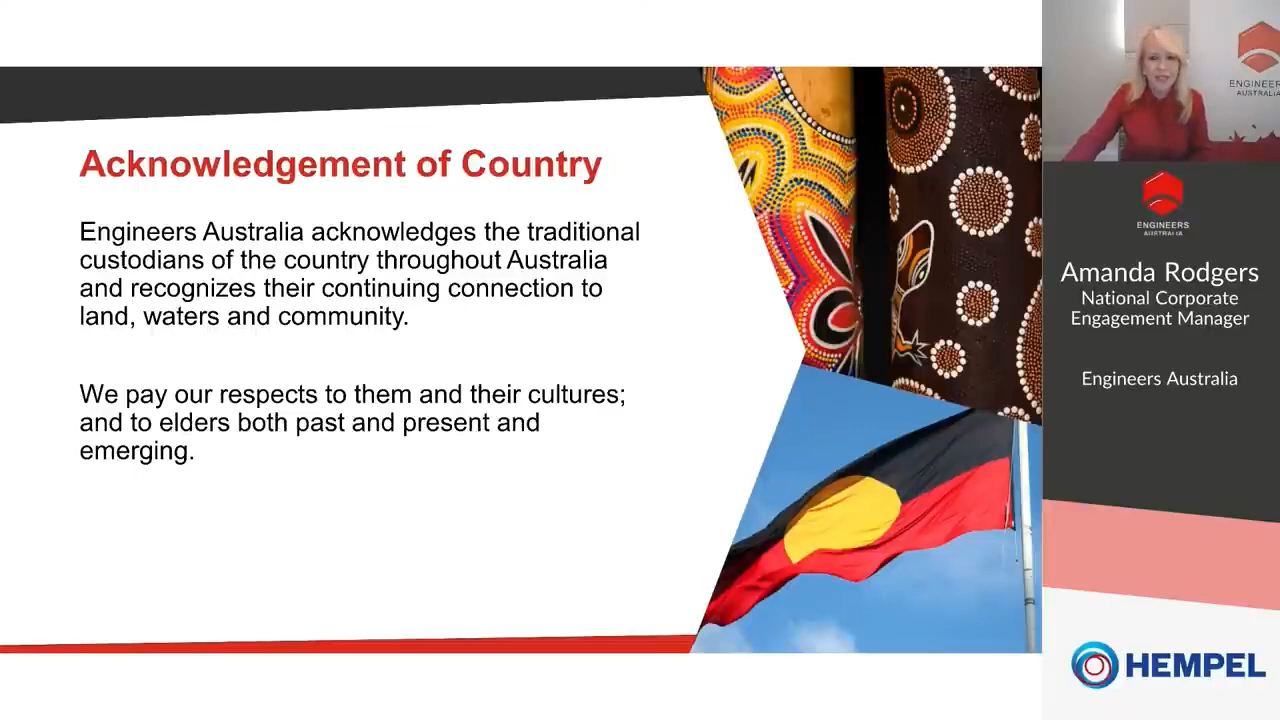 Acknowledgement of Country
Engineers Australia acknowledges the traditional
custodians of the country throughout Australia
and recognizes their continuing connection to
land, waters and community.
We pay our respects to them and their cultures;
and to elders both past and present and
emerging.
ENGINEERS
AUSTRALIA
ENGINEERS
AUSTRALIA
Amanda Rodgers
National Corporate
Engagement Manager
Engineers Australia
HEMPEL